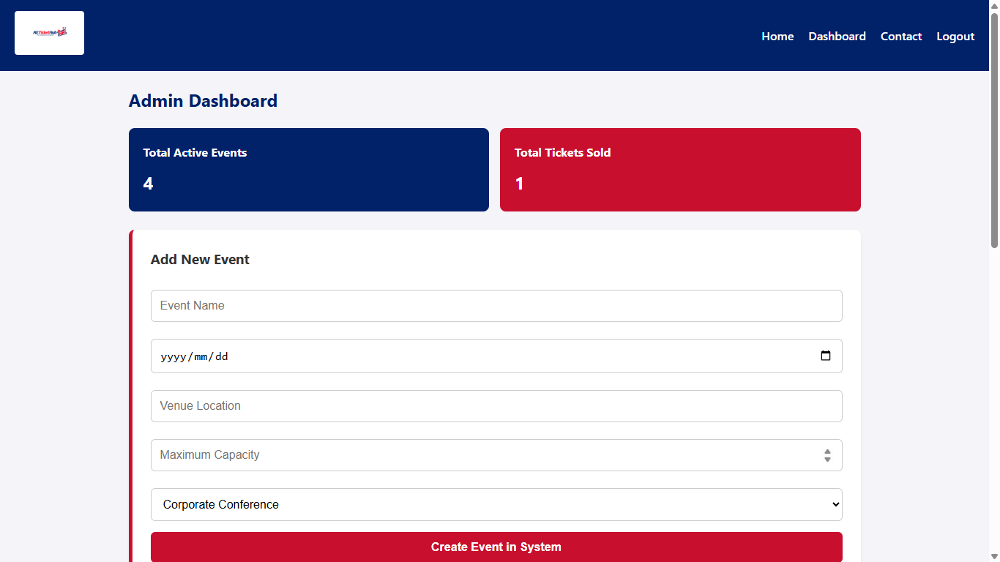 AETicketHub
Home Dashboard Contact Logout
Admin Dashboard
Total Active Events
4
Total Tickets Sold
1
Add New Event
Event Name
yyyy/mm/dd
Venue Location
Maximum Capacity
Corporate Conference
Create Event in System